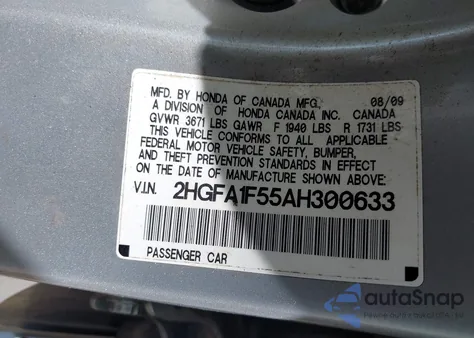 MFD. BY HONDA OF CANADA MFG. 08/09
A DIVISION OF HONDA CANADA INC. CANADA
GVWR 3671 LBS GAWR F 1940 LBS R 1731 LBS
THIS VEHICLE CONFORMS TO ALL APPLICABLE
FEDERAL MOTOR VEHICLE SAFETY, BUMPER,
AND THEFT PREVENTION STANDARDS IN EFFECT
ON THE DATE OF MANUFACTURE SHOWN ABOVE:
V.I.N. 2HGFA1F55AH300633
PASSENGER CAR
autoSnap